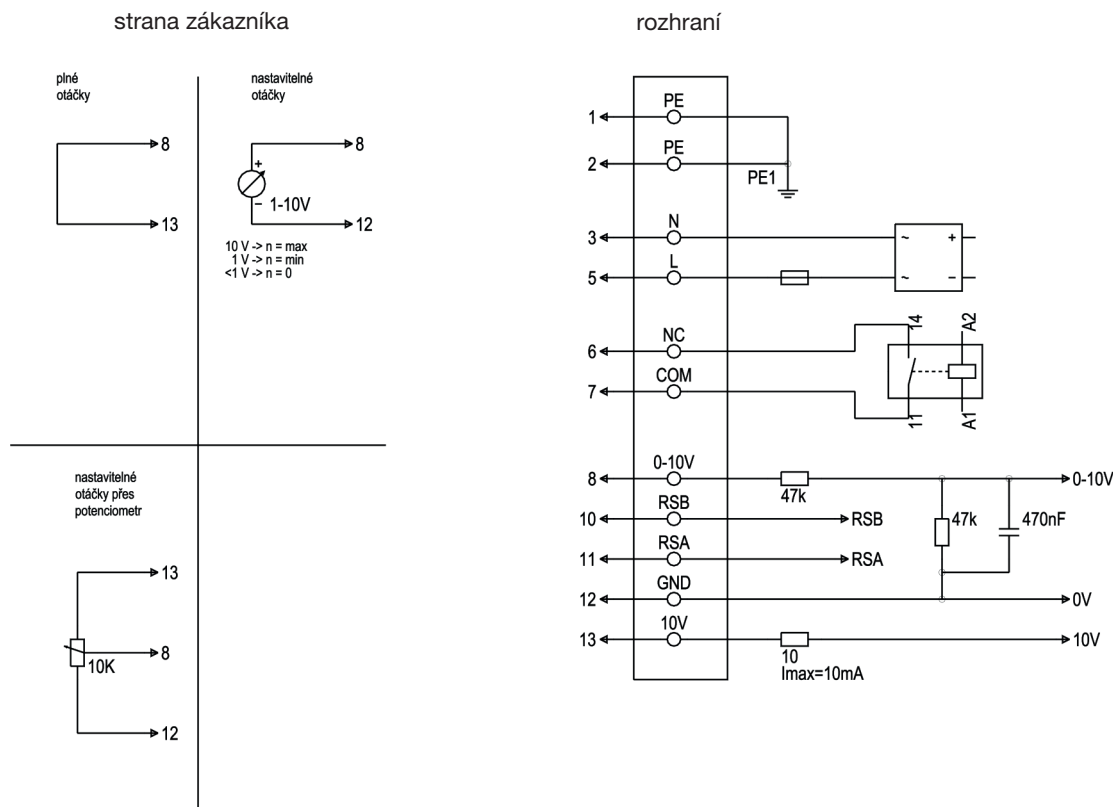 strana zákazníka
rozhraní
plné
otáčky
8
13
nastavitelné
otáčky
8
+
–
1-10V
12
10 V -> n = max
1 V -> n = min
<1 V -> n = 0
nastavitelné
otáčky přes
potenciometr
13
8
10K
12
1
PE
2
PE
PE1
3
N
~
+
5
L
~
–
14
A2
6
NC
7
COM
11
A1
8
0-10V
47k
0-10V
10
RSB
RSB
47k
470nF
11
RSA
RSA
12
GND
0V
13
10V
10
Imax=10mA
10V